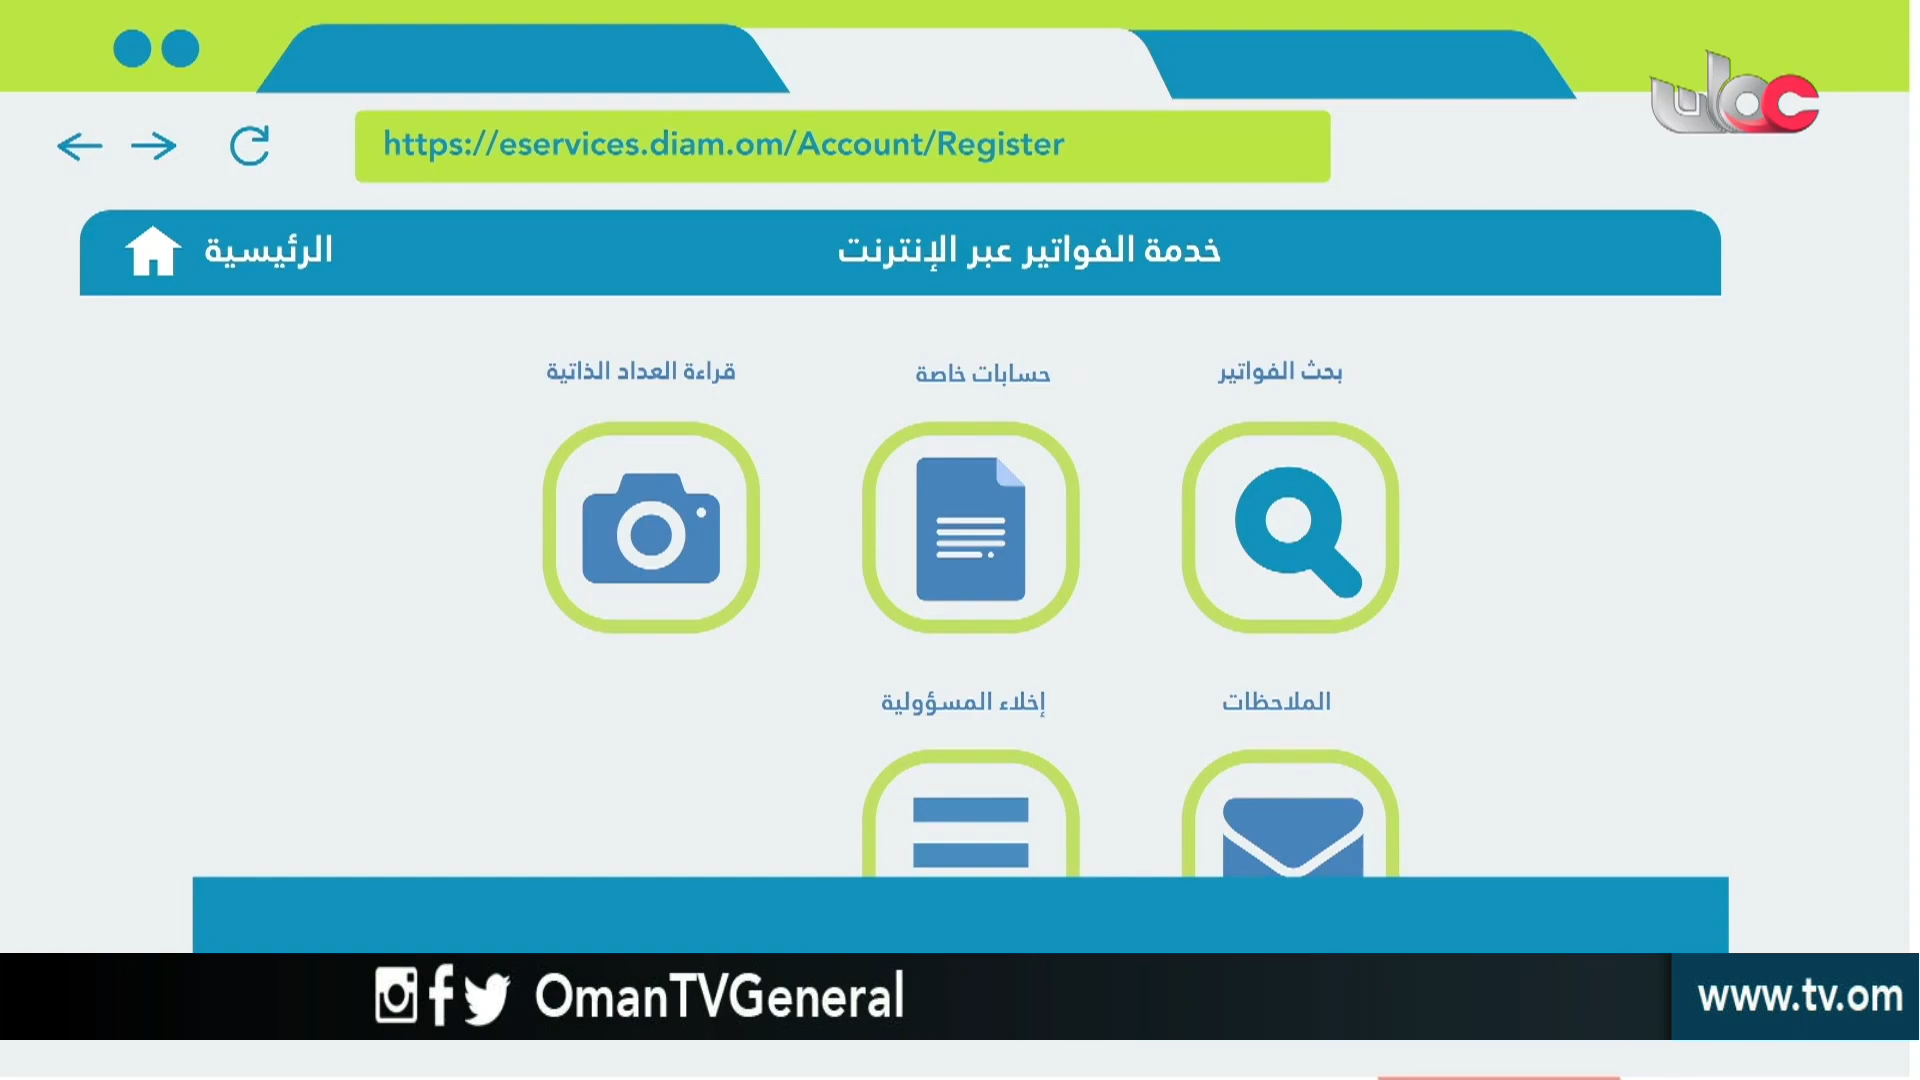 عمان
https://eservices.diam.om/Account/Register
خدمة الفواتير عبر الإنترنت
الرئيسية
بحث الفواتير
حسابات خاصة
قراءة العداد الذاتية
الملاحظات
إخلاء المسؤولية
OmanTVGeneral
www.tv.om